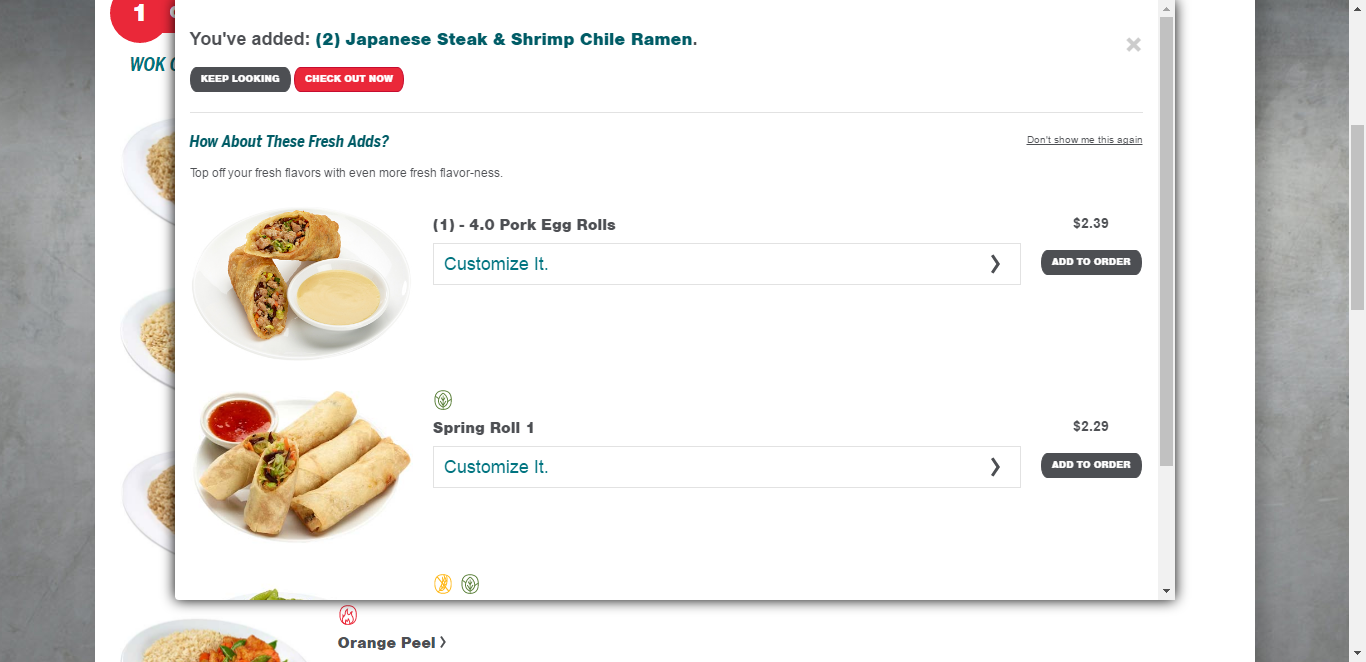 1
WOK
You've added: (2) Japanese Steak & Shrimp Chile Ramen.
KEEP LOOKING
CHECK OUT NOW
How About These Fresh Adds?
Don't show me this again
Top off your fresh flavors with even more fresh flavor-ness.
(1) - 4.0 Pork Egg Rolls
$2.39
Customize It.
ADD TO ORDER
Spring Roll 1
$2.29
Customize It.
ADD TO ORDER
Orange Peel